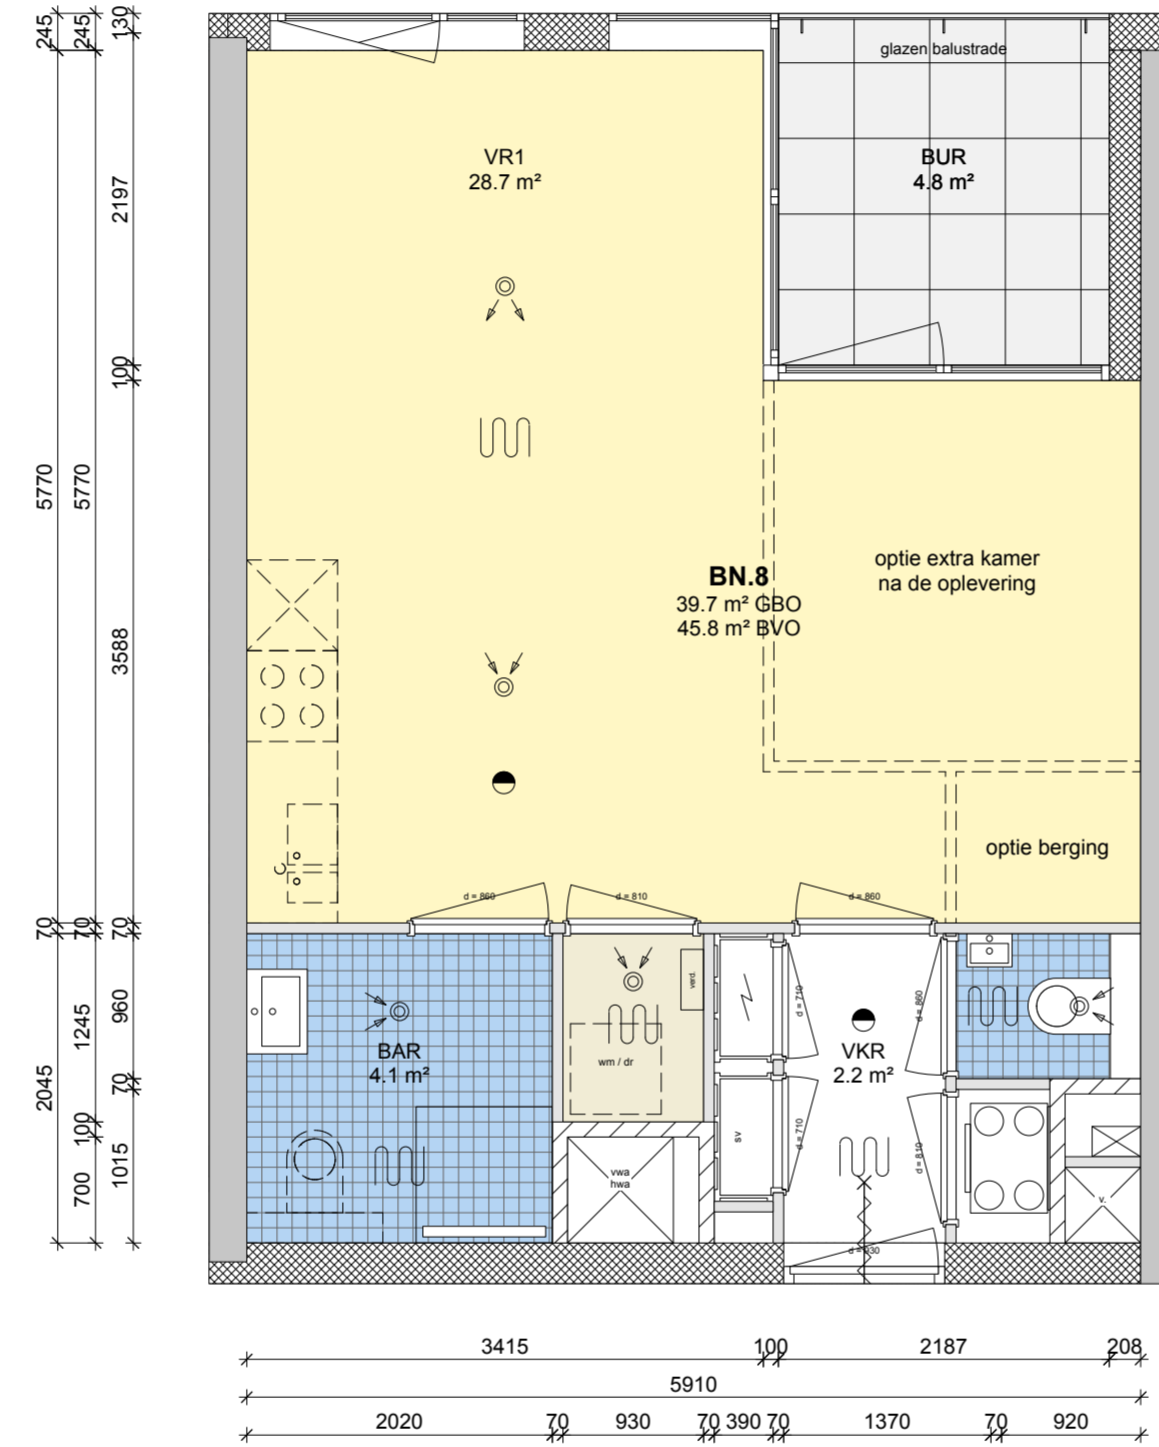 glazen balustrade
VR1
28.7 m²
BUR
4.8 m²
BN.8
39.7 m² GBO
45.8 m² BVO
optie extra kamer
na de oplevering
optie berging
d = 860
d = 810
d = 860
BAR
4.1 m²
wm / dr
verd.
vwa
hwa
sv
d = 710
d = 710
VKR
2.2 m²
d = 860
d = 810
d = 930
v.
245
5770
70
2045
245
5770
70
1245
100
700
130
2197
100
3588
70
960
70
1015
3415
100
2187
208
5910
2020
70
930
70
390
70
1370
70
920